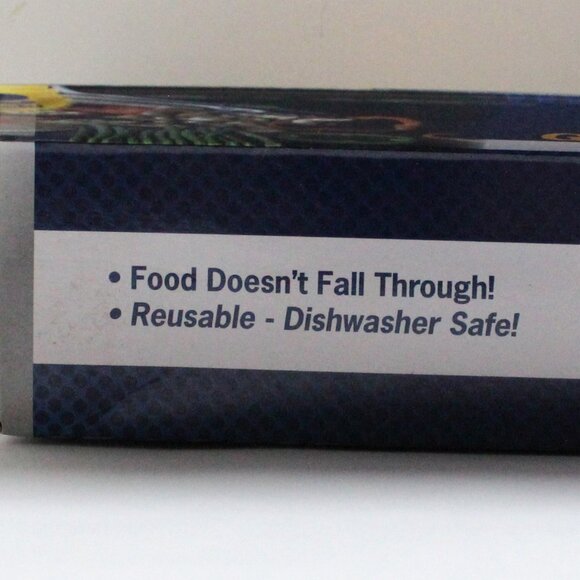 • Food Doesn't Fall Through!
• Reusable - Dishwasher Safe!